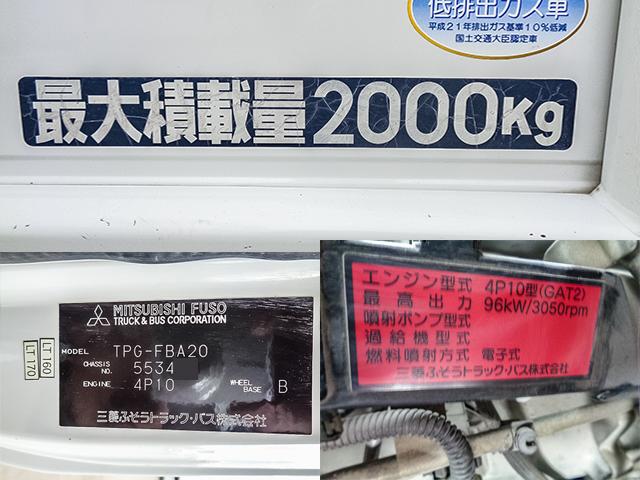 低排出ガス車
平成21年排出ガス基準10%低減
国土交通大臣認定車
最大積載量2000Kg
MITSUBISHI FUSO
TRUCK & BUS CORPORATION
MODEL TPG-FBA20
CHASSIS NO. 5534
ENGINE 4P10 WHEEL BASE B
三菱ふそうトラック・バス株式会社
LT160
LT170
エンジン型式 4P10型(GAT2)
最高出力 96kW/3050rpm
噴射ポンプ型式
過給機型式
燃料噴射方式 電子式
三菱ふそうトラック・バス株式会社